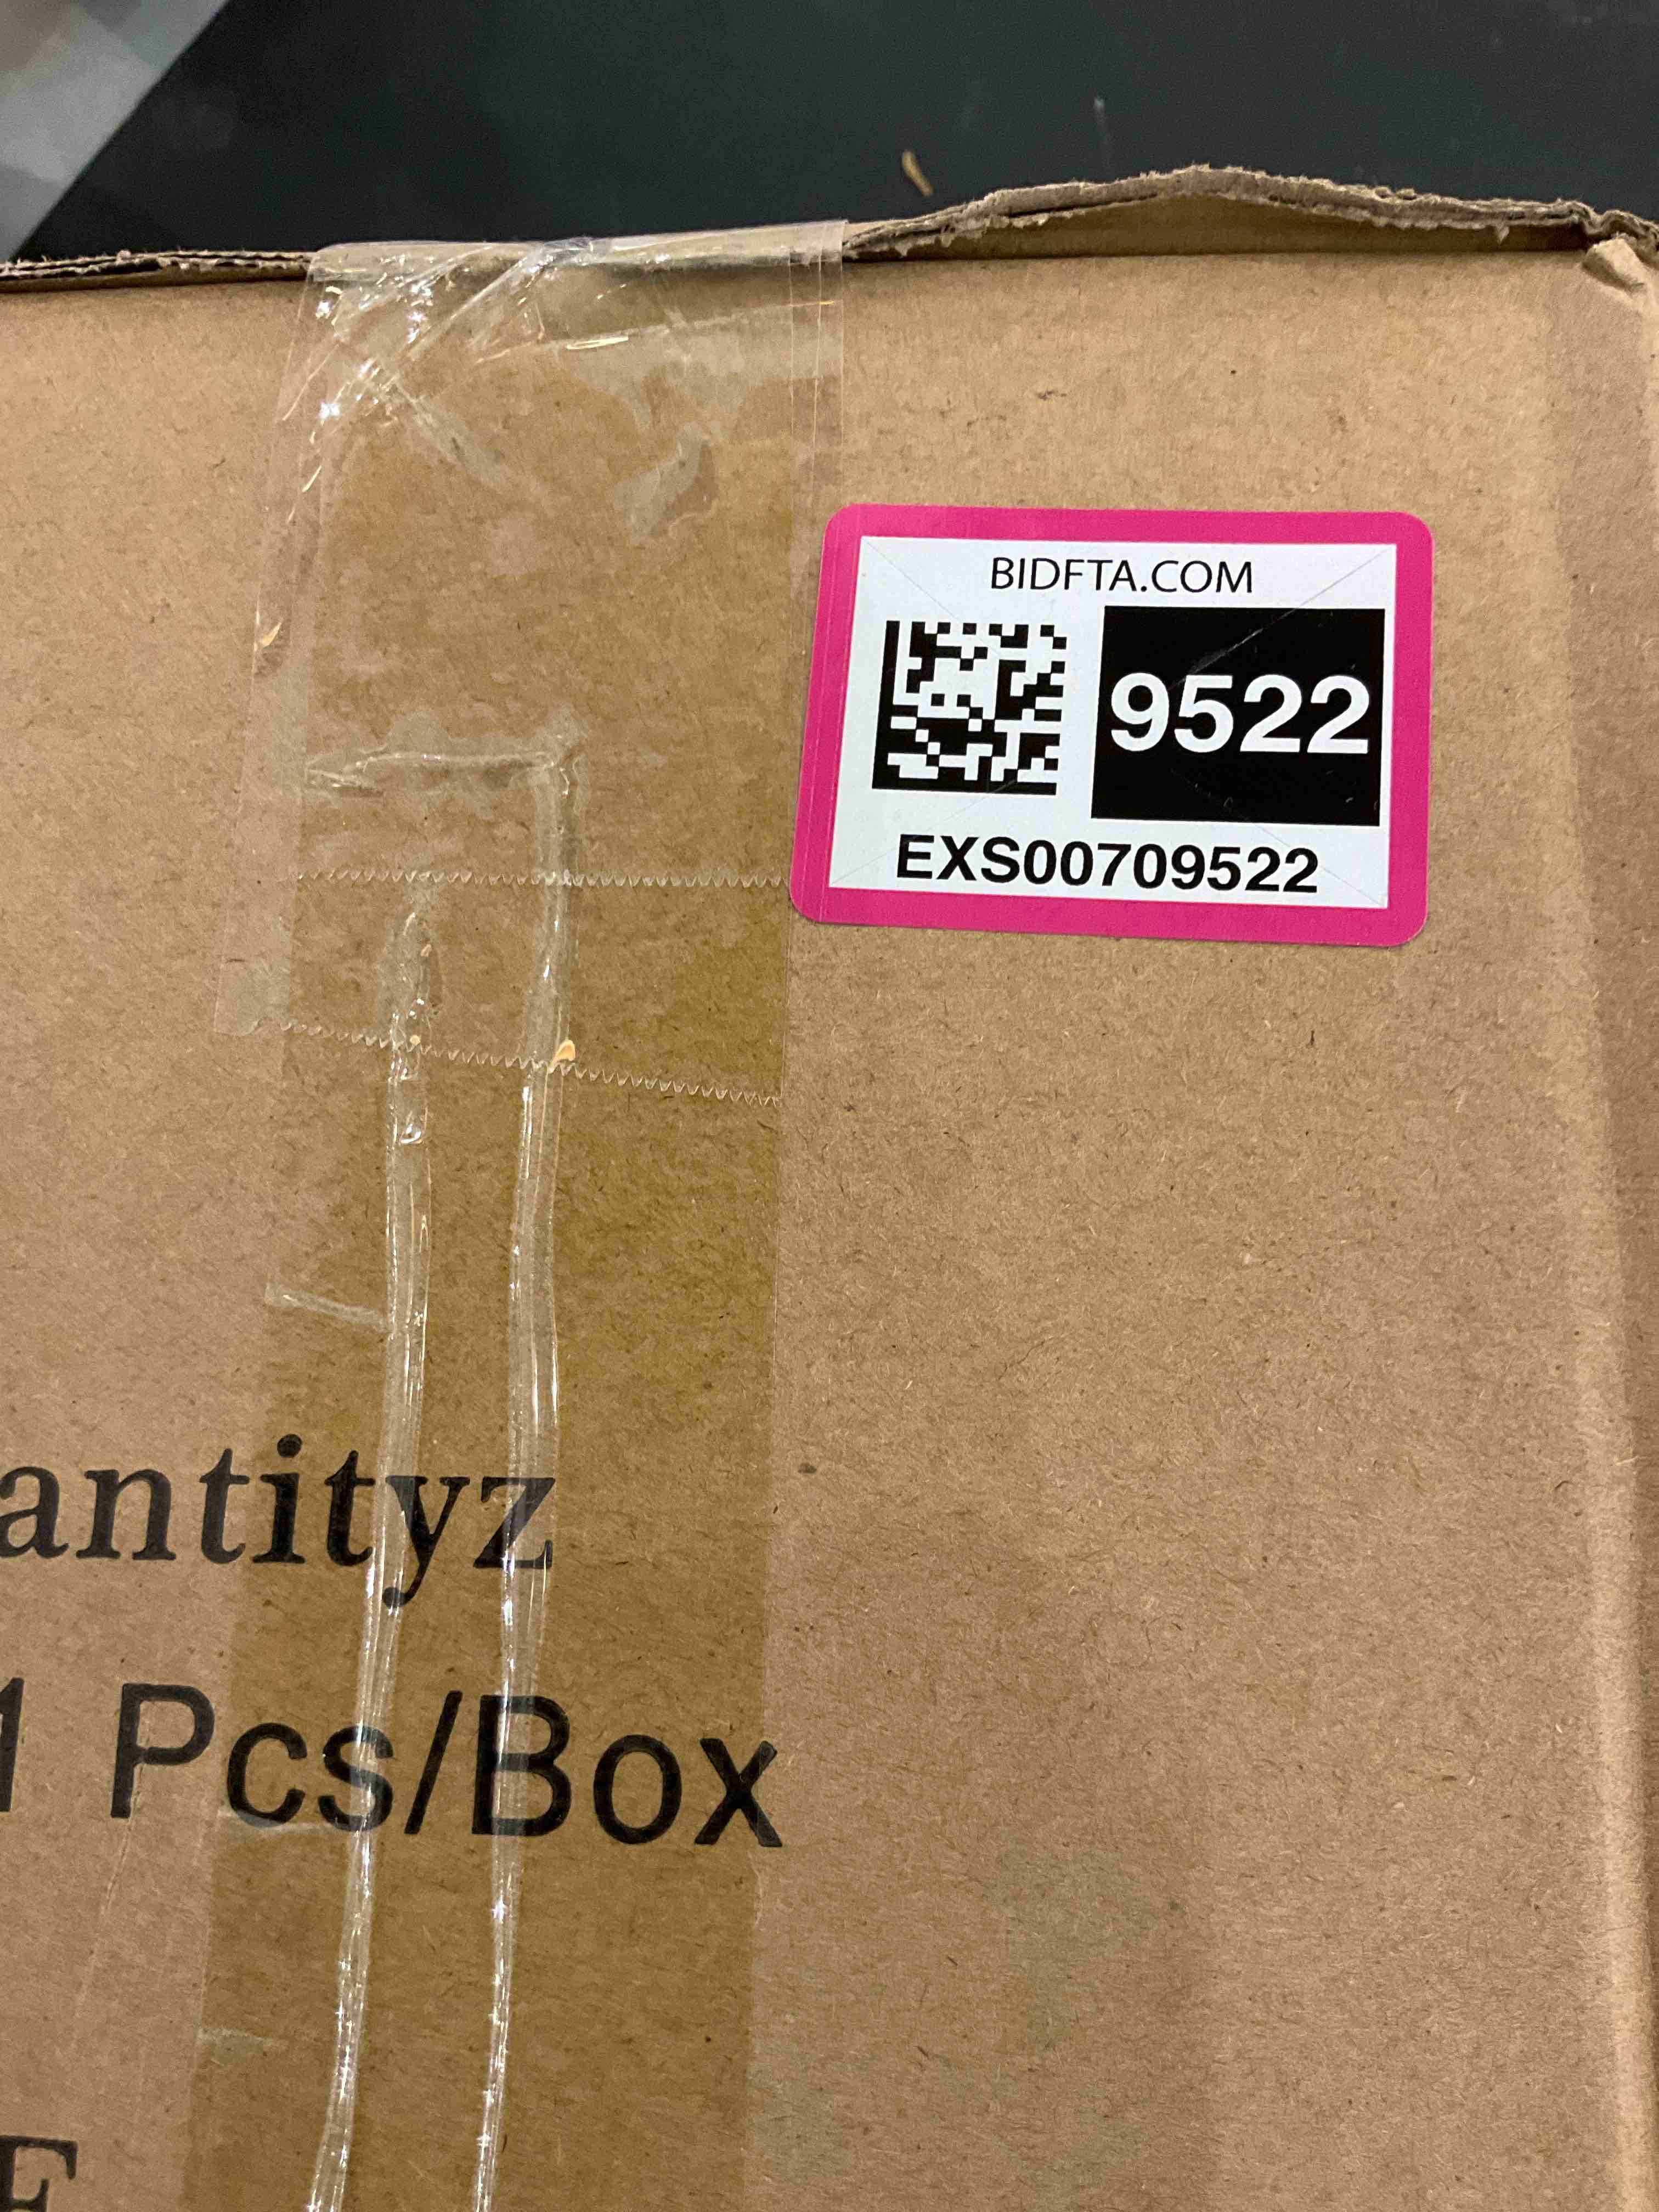 BIDFTA.COM
9522
EXS00709522
antityz
1 Pcs/Box